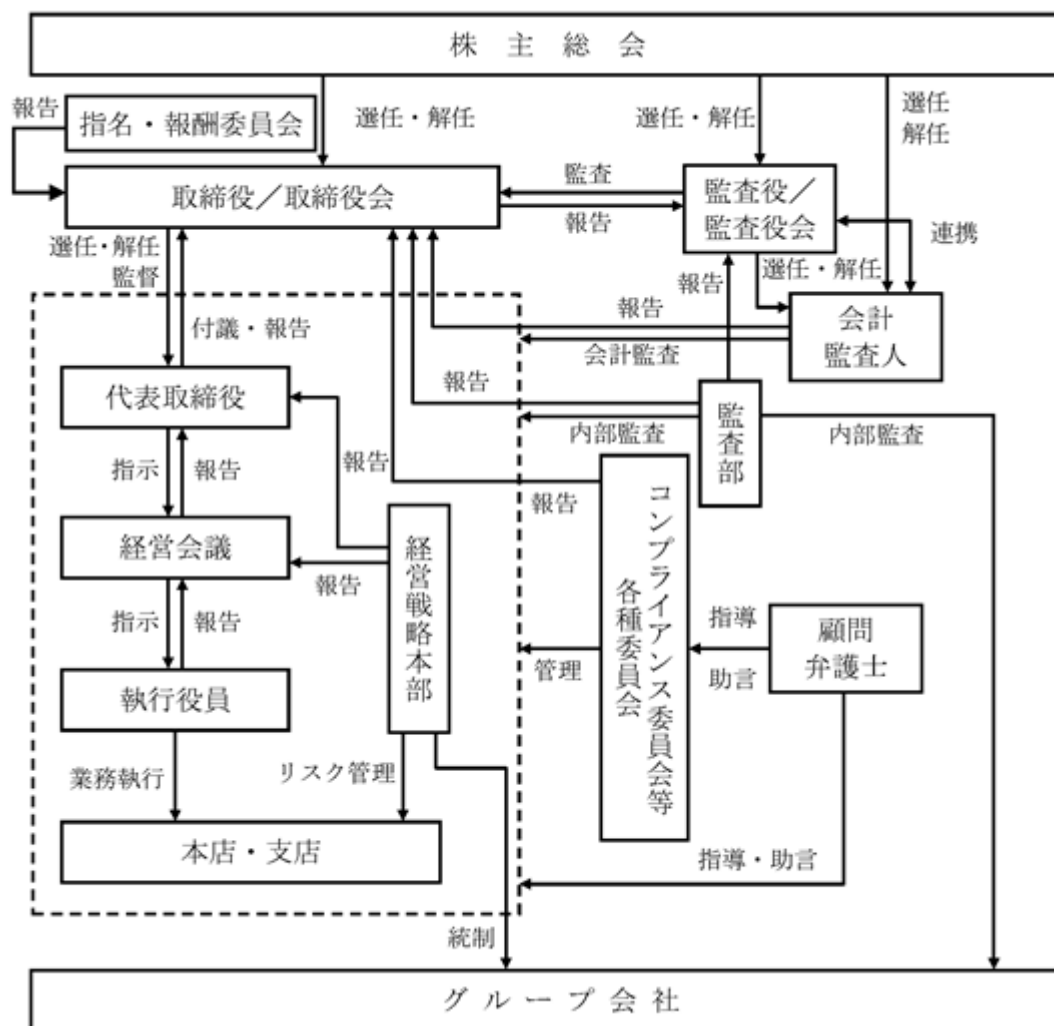 株主総会
報告
指名・報酬委員会
選任・解任
選任・解任
選任
解任
取締役／取締役会
監査
報告
監査役／
監査役会
連携
選任・解任
監督
付議・報告
報告
選任・解任
報告
会計監査
会計
監査人
代表取締役
報告
内部監査
監査部
内部監査
指示
報告
報告
報告
経営会議
報告
経営戦略本部
コンプライアンス委員会等
各種委員会
指示
報告
管理
指導
助言
顧問
弁護士
執行役員
業務執行
リスク管理
本店・支店
指導・助言
統制
グループ会社